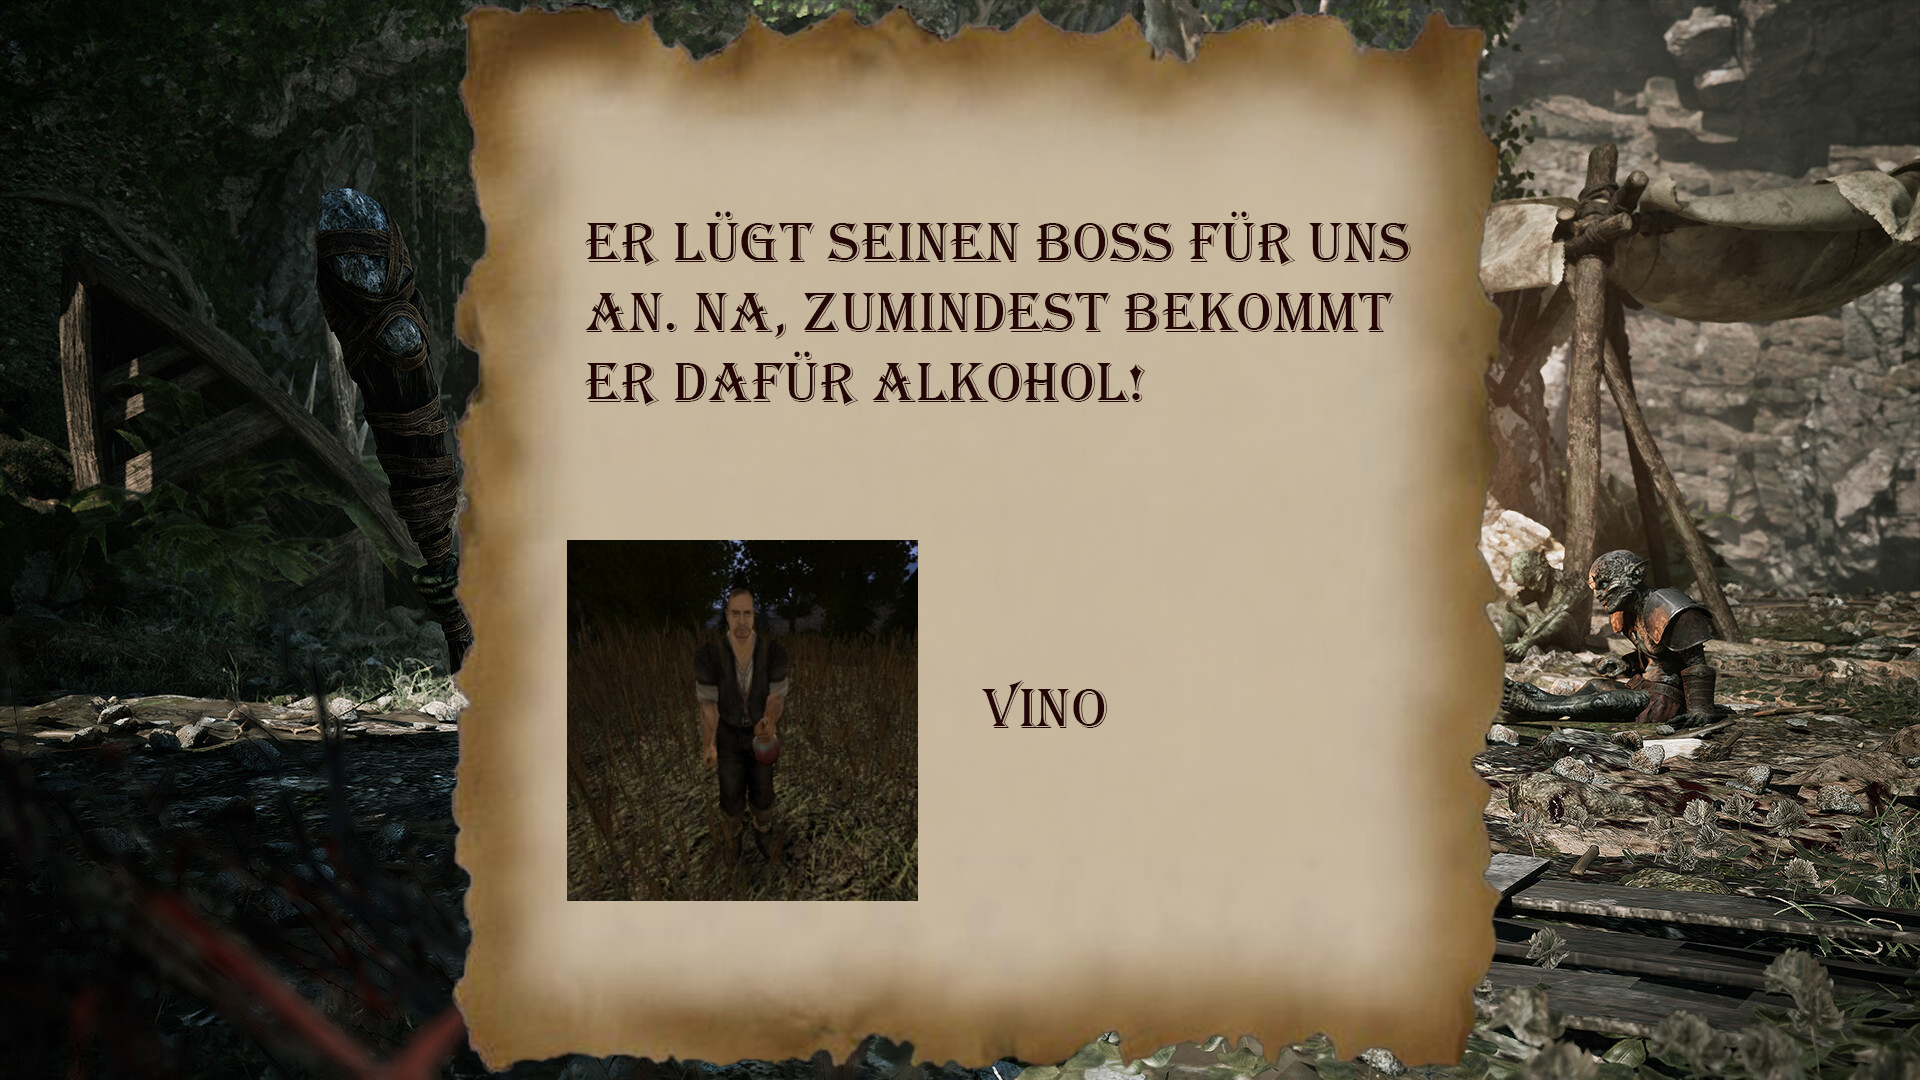 ER LÜGT SEINEN BOSS FÜR UNS
AN. NA, ZUMINDEST BEKOMMT
ER DAFÜR ALKOHOL!
VINO